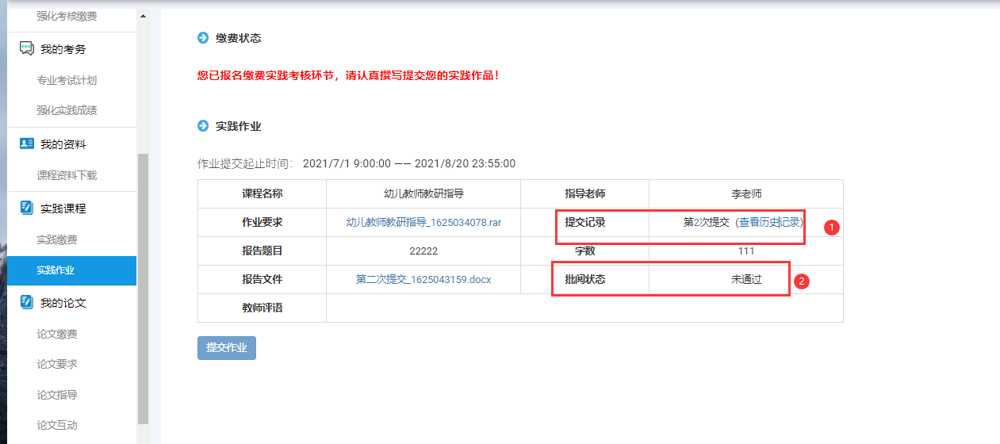 强化考核缴费
我的考务
专业考试计划
强化实践成绩
我的资料
课程资料下载
实践课程
实践缴费
实践作业
我的论文
论文缴费
论文要求
论文指导
论文互动
缴费状态
您已报名缴费实践考核环节，请认真撰写提交您的实践作品！
实践作业
作业提交起止时间： 2021/7/1 9:00:00 —— 2021/8/20 23:55:00
课程名称 幼儿教师教研指导 指导老师 李老师
作业要求 幼儿教师教研指导_1625034078.rar 提交记录 第2次提交（查看历史记录） 1
报告题目 22222 字数 111
报告文件 第二次提交_1625043159.docx 批阅状态 未通过 2
教师评语
提交作业